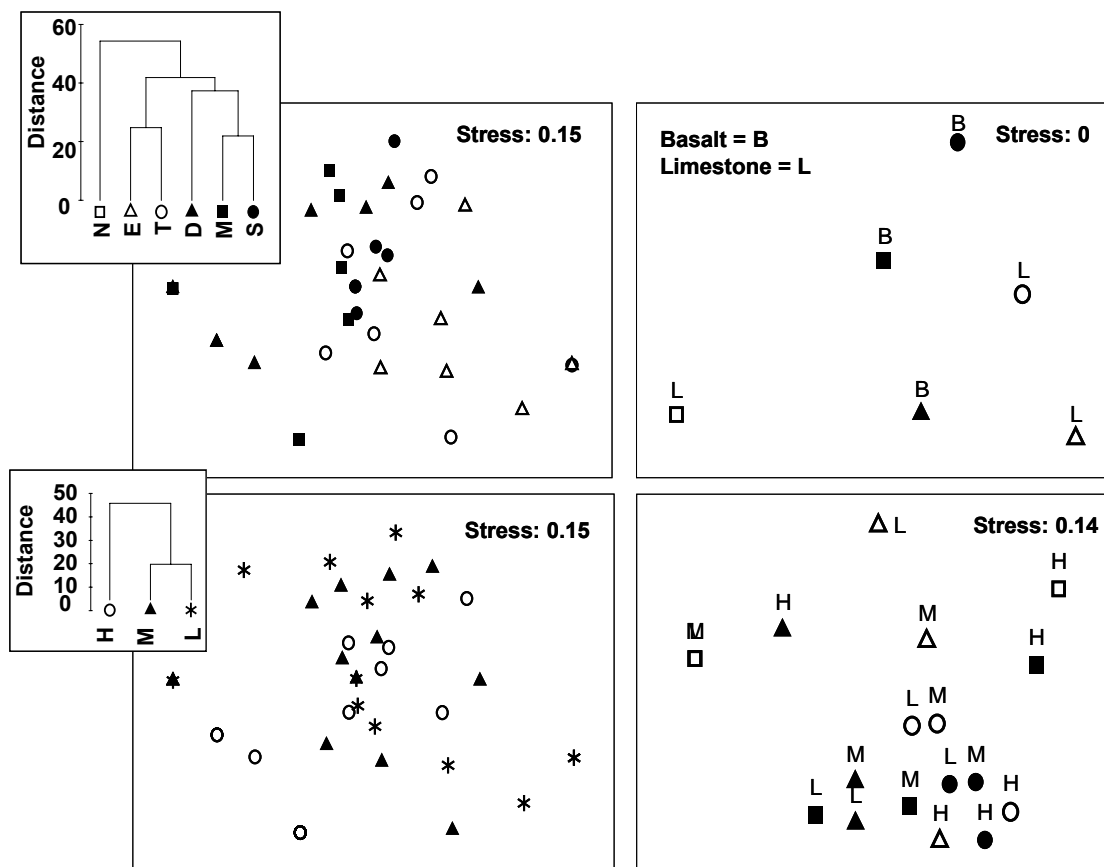 60
40
20
0
Distance
N E T D M S
Stress: 0.15
Basalt = B
Limestone = L
Stress: 0
B
B
L
L
B
L
50
40
30
20
10
0
Distance
H M L
Stress: 0.15
Stress: 0.14
L
H
H
M
H
L M
M
L M
L
L
M
H
H
H